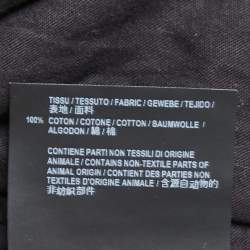 TISSU / TESSUTO / FABRIC / GEWEBE / TEJIDO /
表地 / 面料
100% COTON / COTONE / COTTON / BAUMWOLLE /
ALGODON / 綿 / 棉
CONTIENE PARTI NON TESSILI DI ORIGINE
ANIMALE / CONTAINS NON-TEXTILE PARTS OF
ANIMAL ORIGIN / CONTIENT DES PARTIES NON
TEXTILES D'ORIGINE ANIMALE / 含源自动物的
非纺织部件